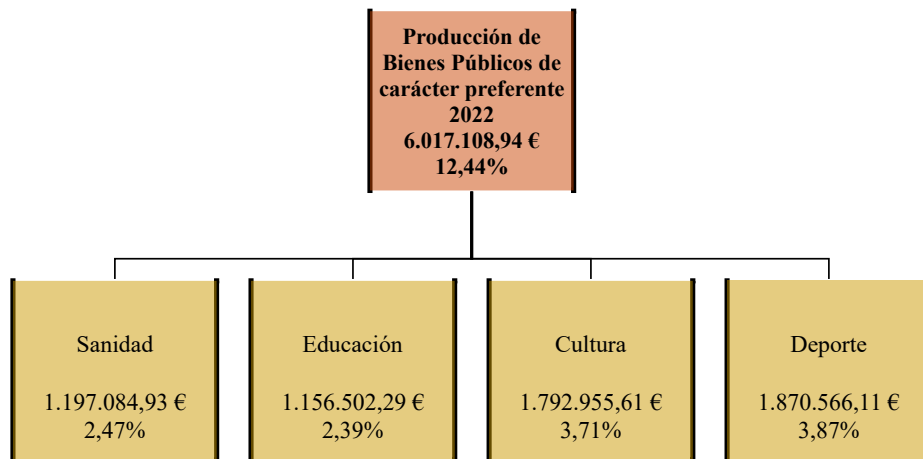 Producción de
Bienes Públicos de
carácter preferente
2022
6.017.108,94 €
12,44%
Sanidad
1.197.084,93 €
2,47%
Educación
1.156.502,29 €
2,39%
Cultura
1.792.955,61 €
3,71%
Deporte
1.870.566,11 €
3,87%